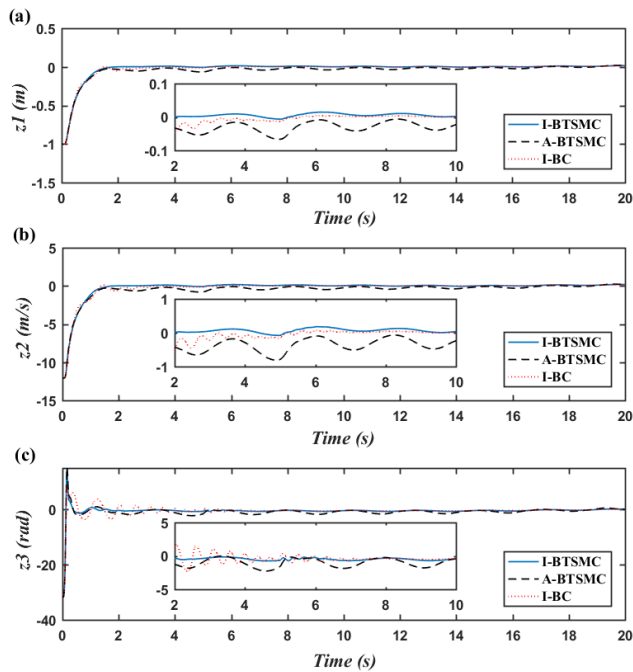 (a)
0.5
0
-0.5
-1
-1.5
z1 (m)
0.1
0
-0.1
2 4 6 8 10
I-BTSMC
A-BTSMC
I-BC
0 2 4 6 8 10 12 14 16 18 20
Time (s)
(b)
5
0
-5
-10
-15
z2 (m/s)
1
0
-1
2 4 6 8 10
I-BTSMC
A-BTSMC
I-BC
0 2 4 6 8 10 12 14 16 18 20
Time (s)
(c)
0
-20
-40
z3 (rad)
5
0
-5
2 4 6 8 10
I-BTSMC
A-BTSMC
I-BC
0 2 4 6 8 10 12 14 16 18 20
Time (s)